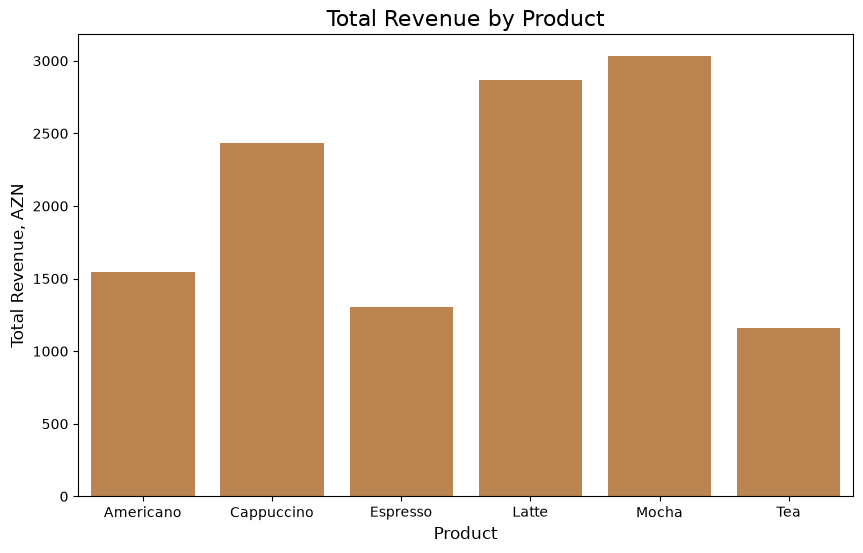 Total Revenue by Product
Total Revenue, AZN
3000
2500
2000
1500
1000
500
0
Americano Cappuccino Espresso Latte Mocha Tea
Product